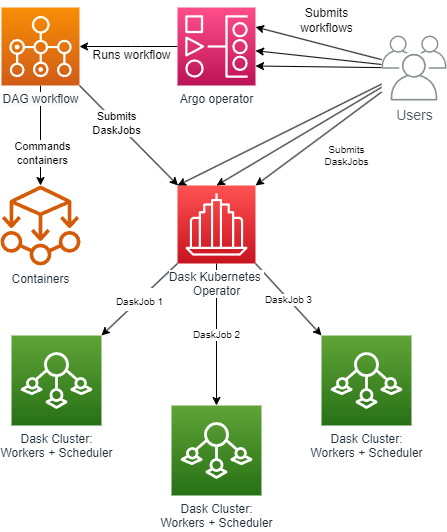 Submits
workflows
Runs workflow
DAG workflow
Argo operator
Users
Submits
DaskJobs
Commands
containers
Submits
DaskJobs
Containers
Dask Kubernetes
Operator
DaskJob 1
DaskJob 3
DaskJob 2
Dask Cluster:
Workers + Scheduler
Dask Cluster:
Workers + Scheduler
Dask Cluster:
Workers + Scheduler